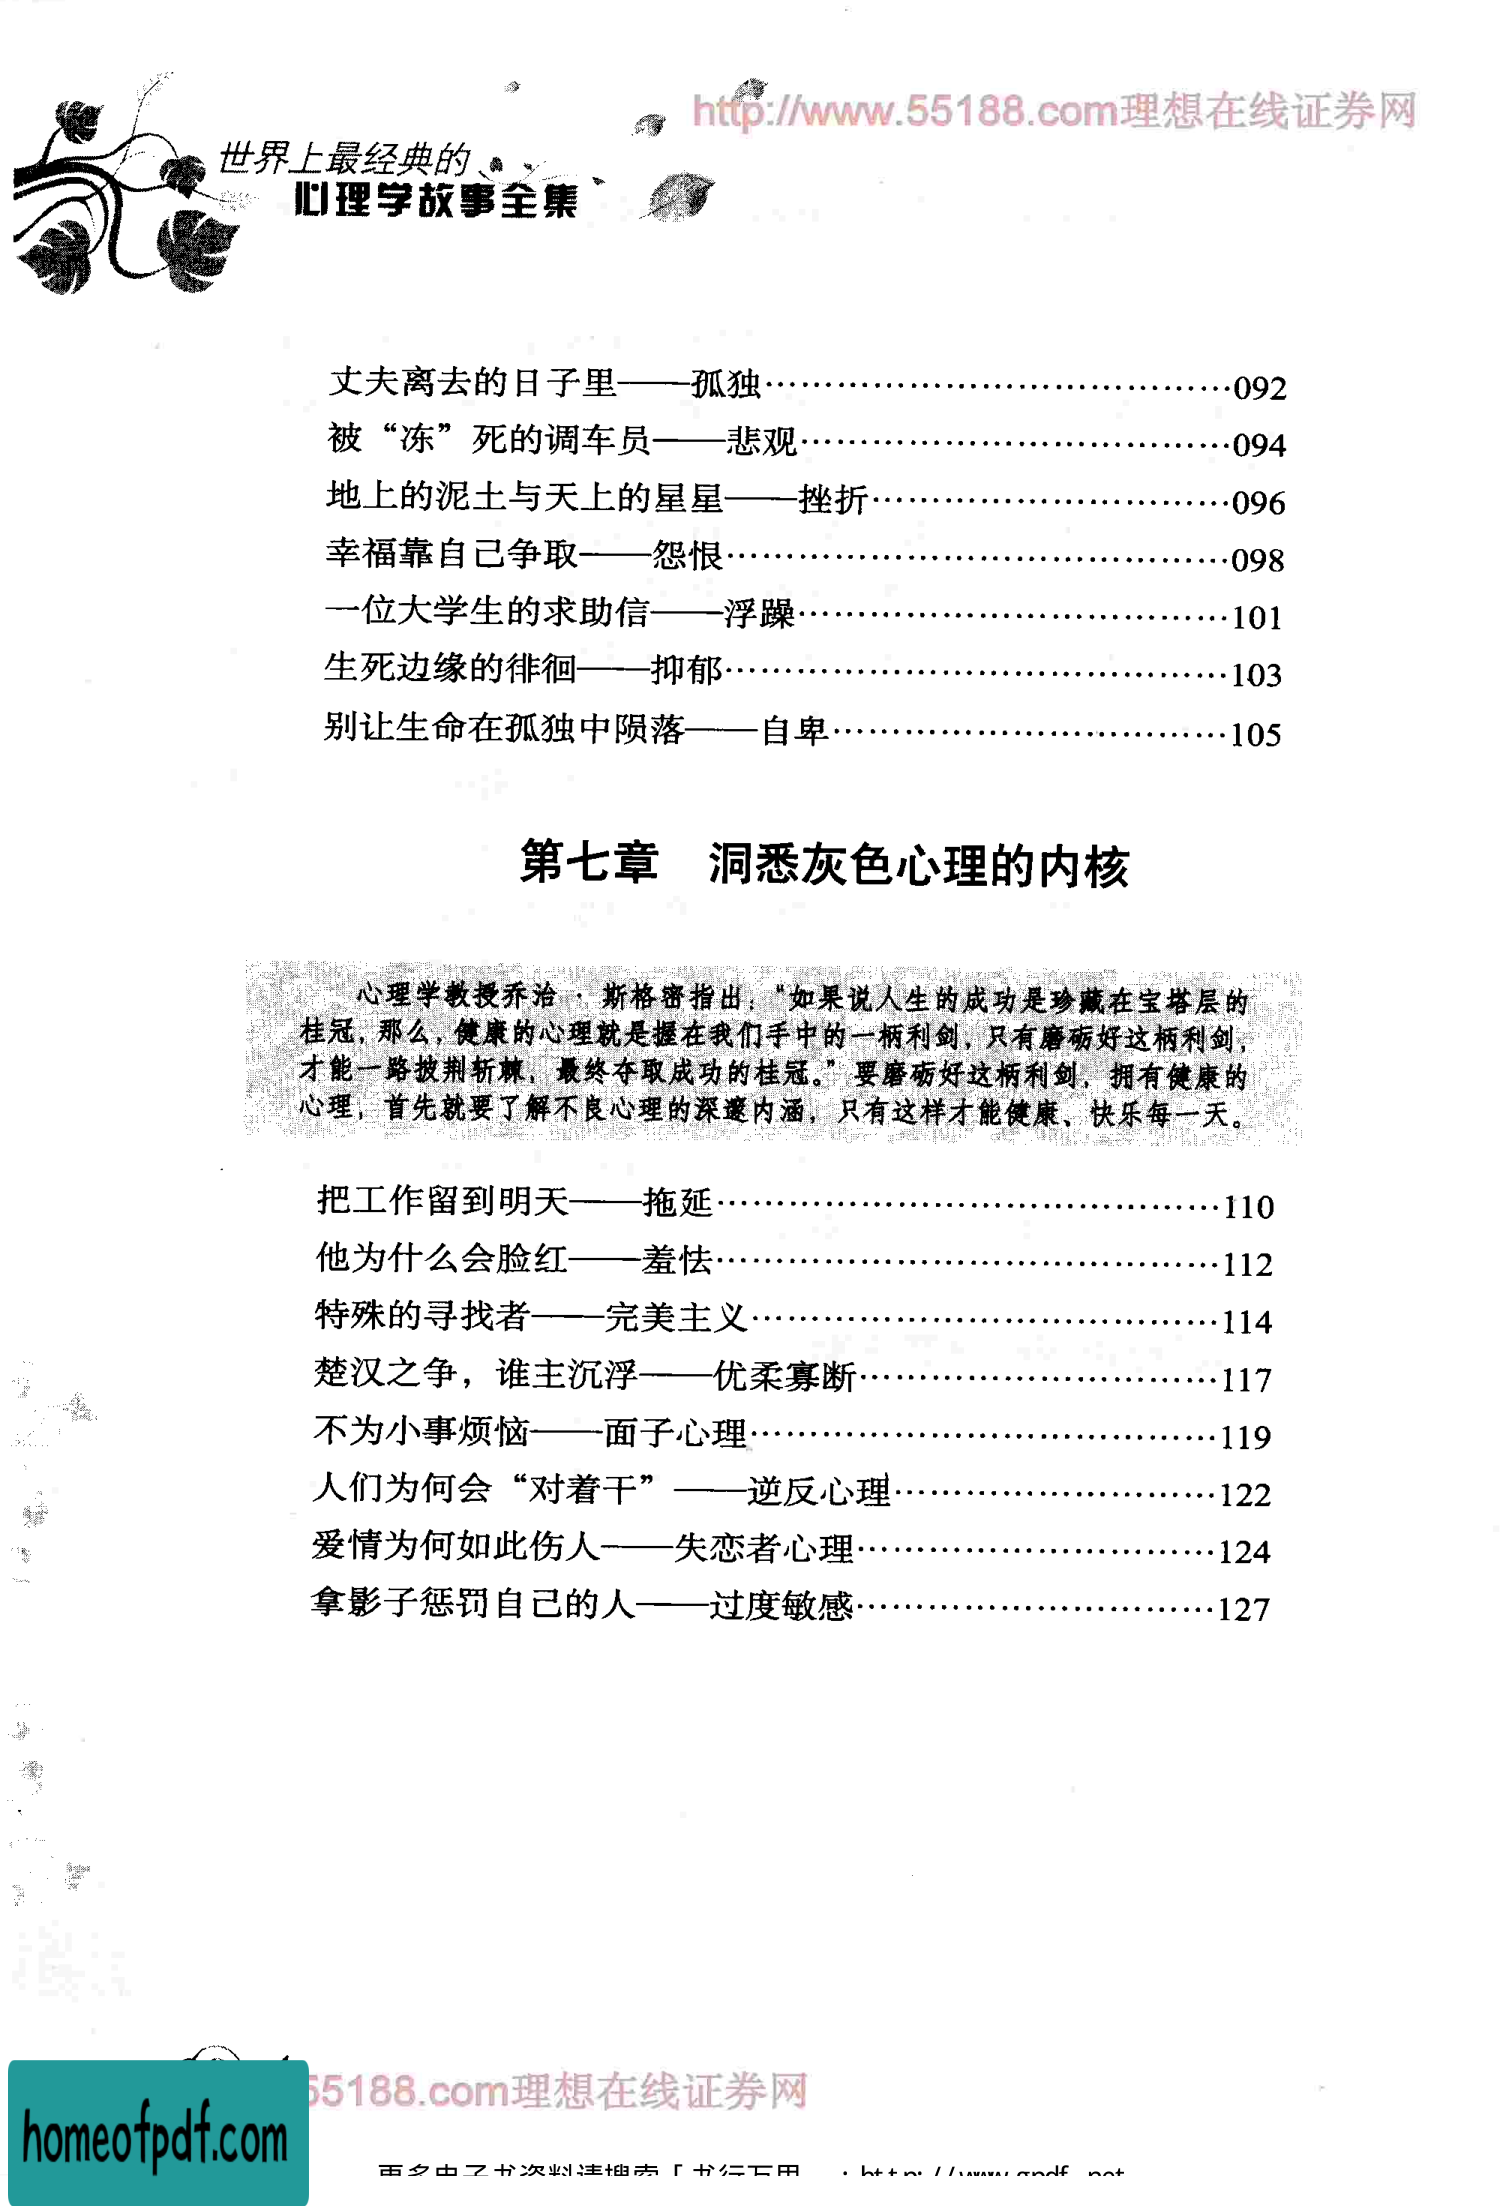 http://www.55188.com理想在线证券网
世界上最经典的
心理学故事全集
丈夫离去的日子里——孤独……………………………………092
被“冻”死的调车员——悲观…………………………………094
地上的泥土与天上的星星——挫折……………………………096
幸福靠自己争取——怨恨………………………………………098
一位大学生的求助信——浮躁…………………………………101
生死边缘的徘徊——抑郁………………………………………103
别让生命在孤独中陨落——自卑………………………………105
第七章 洞悉灰色心理的内核
心理学教授乔治·斯格密指出:“如果说人生的成功是珍藏在宝塔层的
桂冠,那么,健康的心理就是握在我们手中的一柄利剑,只有磨砺好这柄利剑,
才能一路披荆斩棘,最终夺取成功的桂冠。”要磨砺好这柄利剑,拥有健康的
心理,首先就要了解不良心理的深邃内涵,只有这样才能健康、快乐每一天。
把工作留到明天——拖延………………………………………110
他为什么会脸红——羞怯………………………………………112
特殊的寻找者——完美主义……………………………………114
楚汉之争,谁主沉浮——优柔寡断……………………………117
不为小事烦恼——面子心理……………………………………119
人们为何会“对着干”——逆反心理…………………………122
爱情为何如此伤人——失恋者心理……………………………124
拿影子惩罚自己的人——过度敏感……………………………127
55188.com理想在线证券网
homeofpdf.com
更多电子书资料请搜索「书行万里